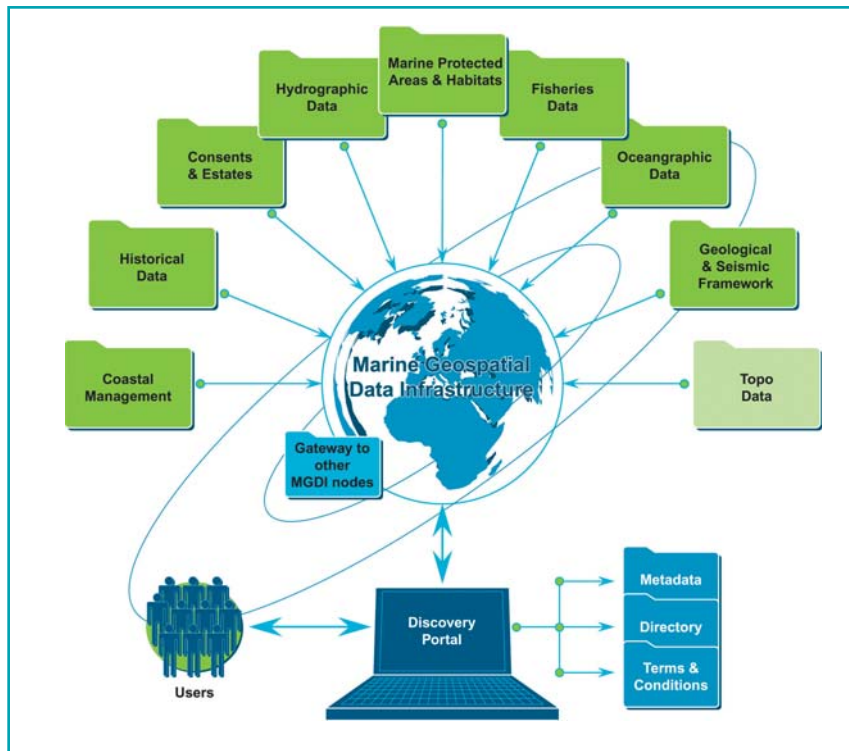 Marine Protected
Areas & Habitats
Hydrographic
Data
Fisheries
Data
Consents
& Estates
Oceangraphic
Data
Historical
Data
Geological
& Seismic
Framework
Coastal
Management
Marine Geospatial
Data Infrastructure
Topo
Data
Gateway to
other
MGDI nodes
Users
Discovery
Portal
Metadata
Directory
Terms &
Conditions